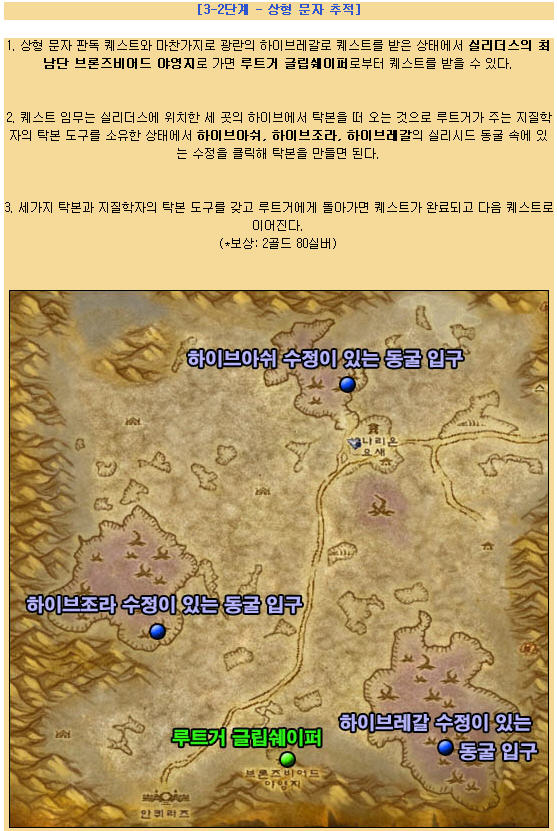 [3-2단계 - 상형 문자 추적]
1. 상형 문자 판독 퀘스트와 마찬가지로 광란의 하이브레갈로 퀘스트를 받은 상태에서 실리더스의 최
남단 브론즈비어드 야영지로 가면 루트거 글립쉐이퍼로부터 퀘스트를 받을 수 있다.
2. 퀘스트 임무는 실리더스에 위치한 세 곳의 하이브에서 탁본을 떠 오는 것으로 루트거가 주는 지질학
자의 탁본 도구를 소유한 상태에서 하이브아쉬, 하이브조라, 하이브레갈의 실리시드 동굴 속에 있
는 수정을 클릭해 탁본을 만들면 된다.
3. 세가지 탁본과 지질학자의 탁본 도구를 갖고 루트거에게 돌아가면 퀘스트가 완료되고 다음 퀘스트로
이어진다.
(*보상: 2골드 80실버)
하이브아쉬 수정이 있는 동굴 입구
나리온
요새
스
하이브조라 수정이 있는 동굴 입구
하이브레갈 수정이 있는
동굴 입구
루트거 글립쉐이퍼
브론즈비어드
야영지
안퀴라즈